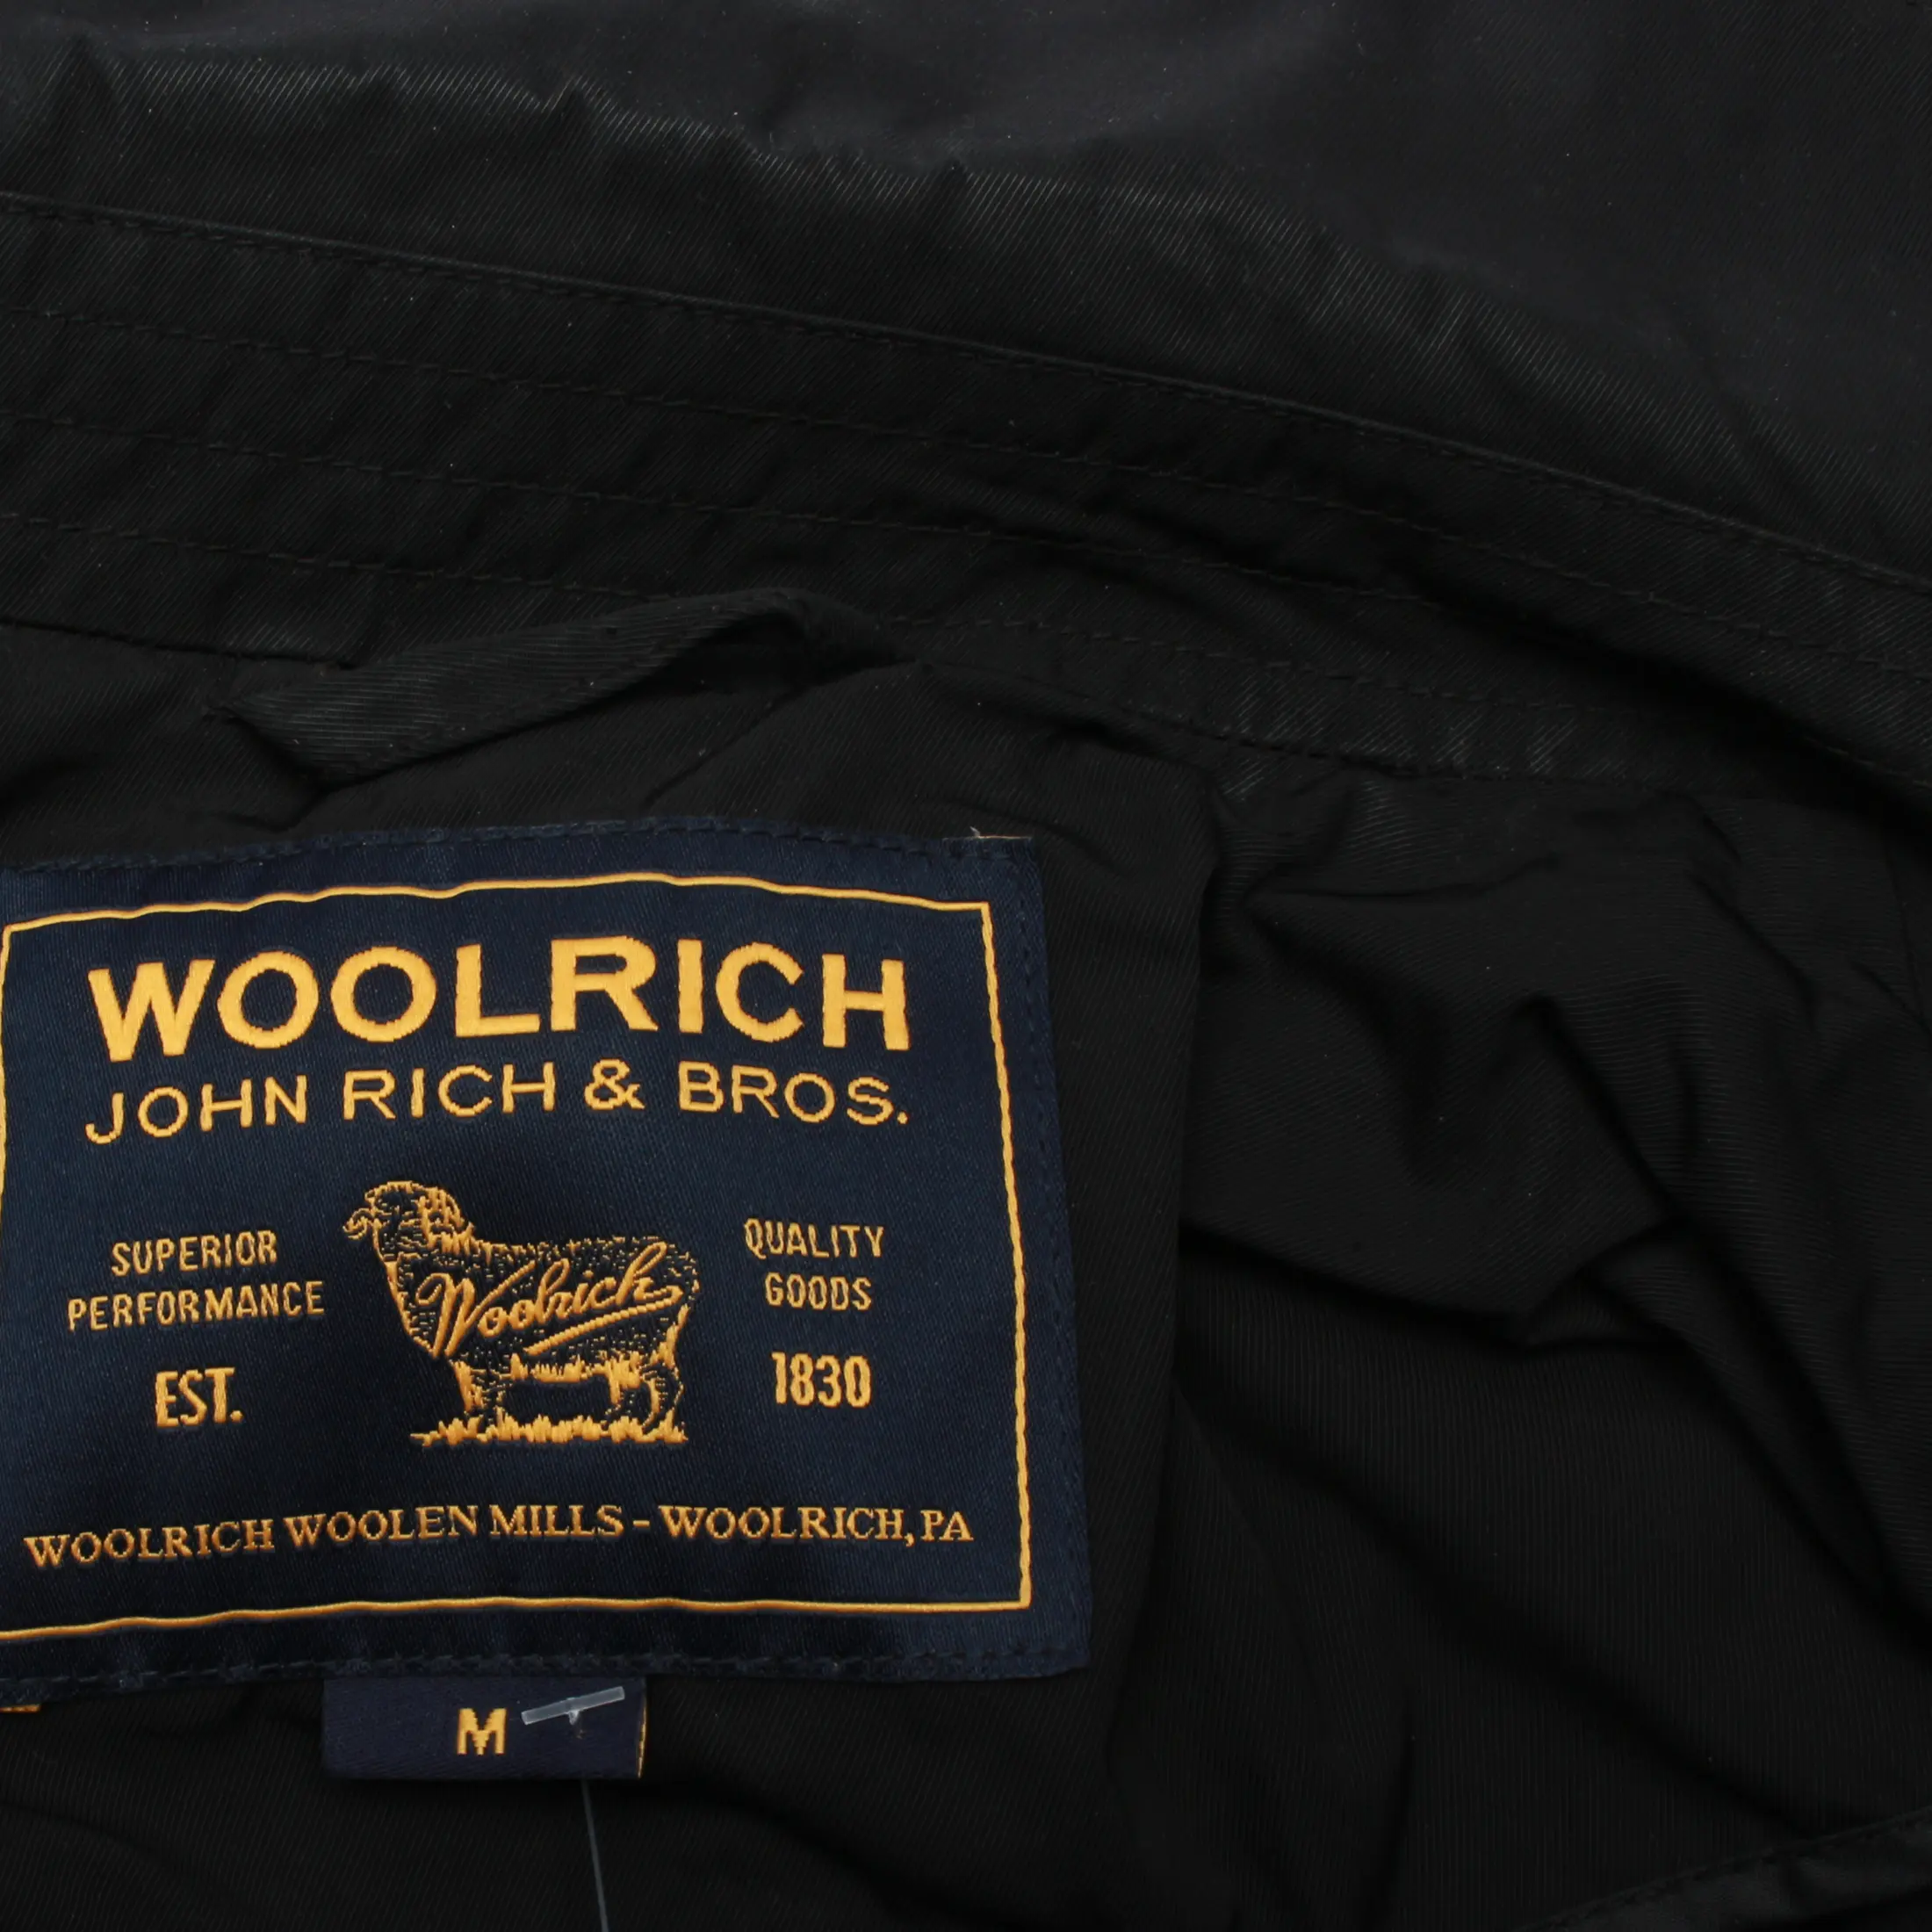 WOOLRICH
JOHN RICH & BROS.
SUPERIOR
PERFORMANCE
EST.
Woolrich
QUALITY
GOODS
1830
WOOLRICH WOOLEN MILLS - WOOLRICH, PA
M